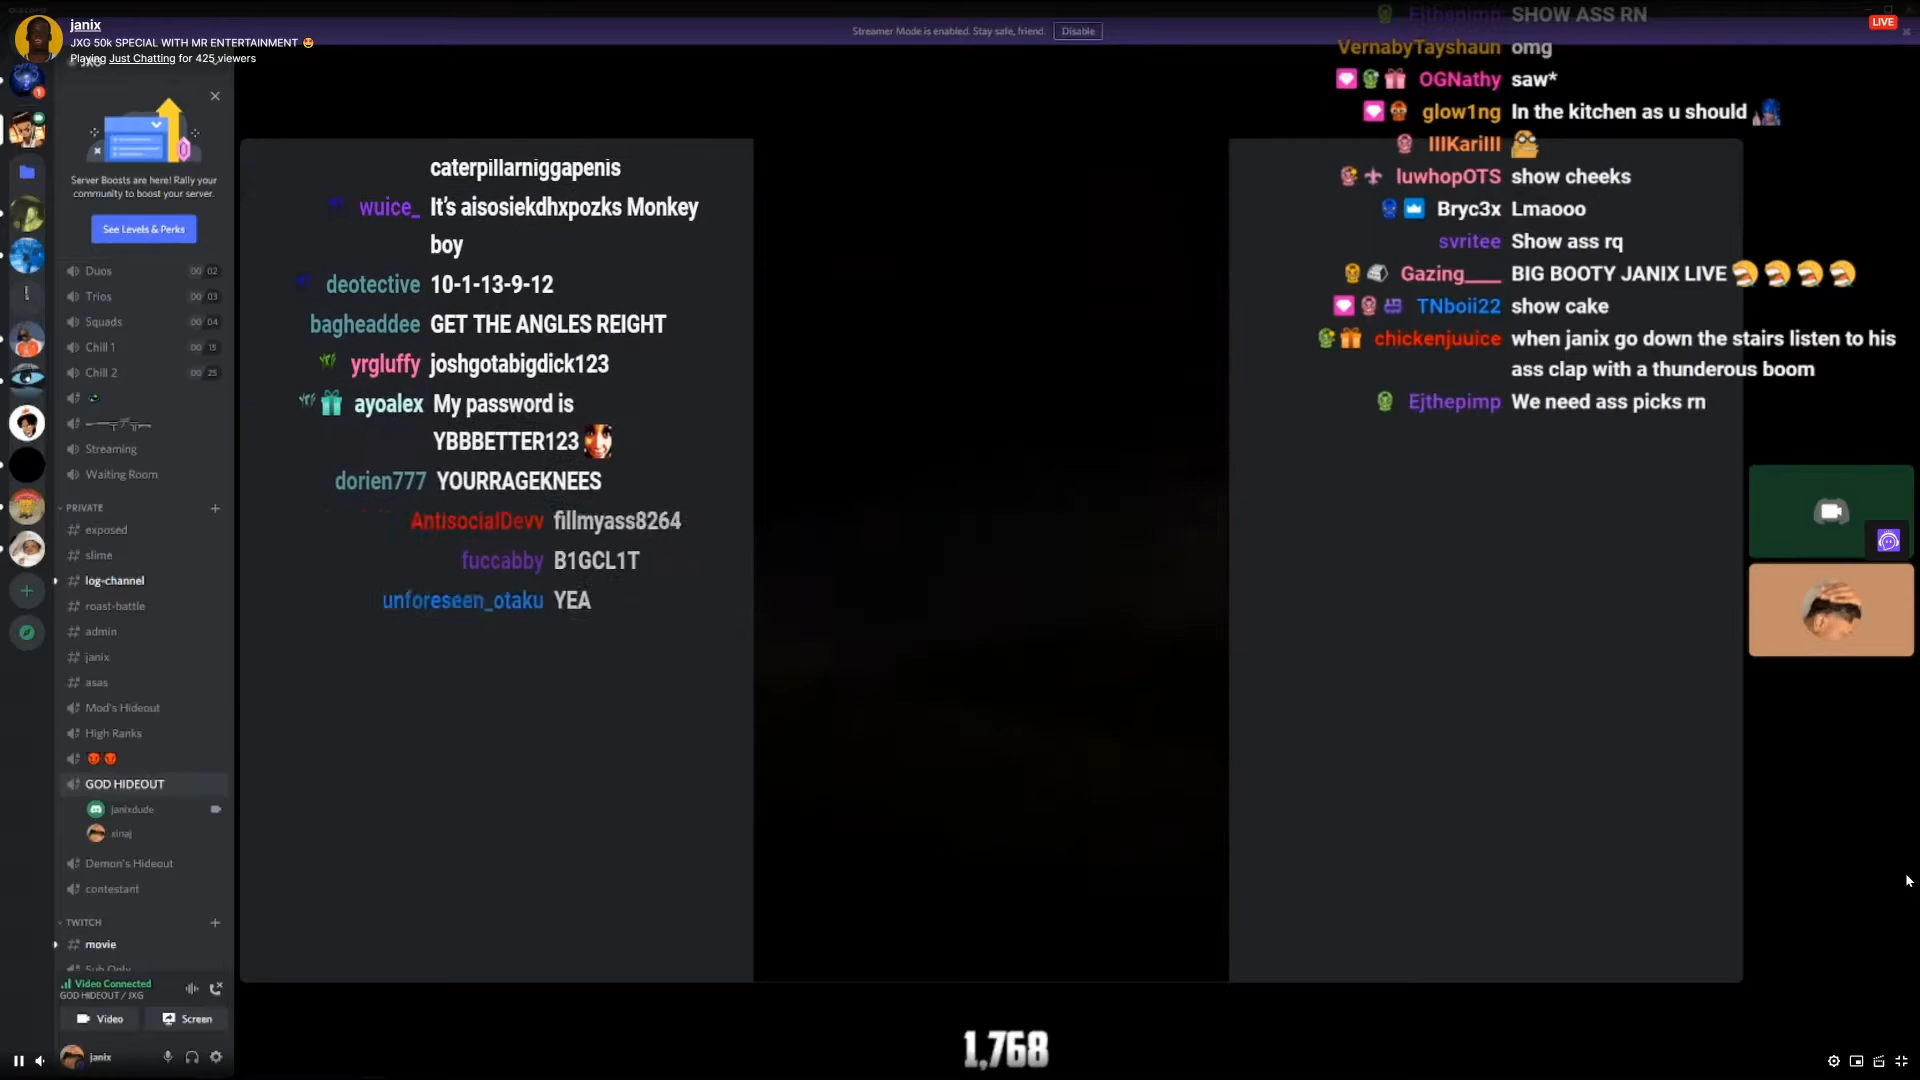 janix
JXG 50k SPECIAL WITH MR ENTERTAINMENT 🤩
Playing Just Chatting for 425 viewers
Streamer Mode is enabled. Stay safe, friend.
Disable
LIVE
Server Boosts are here! Rally your
community to boost your server.
See Levels & Perks
Duos 00 02
Trios 00 03
Squads 00 04
Chill 1 00 15
Chill 2 00 25
Streaming
Waiting Room
PRIVATE
exposed
slime
log-channel
roast-battle
admin
janix
asas
Mod's Hideout
High Ranks
GOD HIDEOUT
janixdude
xinaj
Demon's Hideout
contestant
TWITCH
movie
Sub Only
Video Connected
GOD HIDEOUT / JXG
Video
Screen
janix
caterpillarniggapenis
wuice_ It's aisosiekdhxpozks Monkey
boy
deotective 10-1-13-9-12
bagheaddee GET THE ANGLES REIGHT
yrgluffy joshgotabigdick123
ayoalex My password is
YBBBETTER123
dorien777 YOURRAGEKNEES
AntisocialDevv fillmyass8264
fuccabby B1GCL1T
unforeseen_otaku YEA
Ejthepimp SHOW ASS RN
VernabyTayshaun omg
OGNathy saw*
glow1ng In the kitchen as u should
IIIKariIII
luwhopOTS show cheeks
Bryc3x Lmaooo
svritee Show ass rq
Gazing____ BIG BOOTY JANIX LIVE
TNboii22 show cake
chickenjuuice when janix go down the stairs listen to his
ass clap with a thunderous boom
Ejthepimp We need ass picks rn
1,768